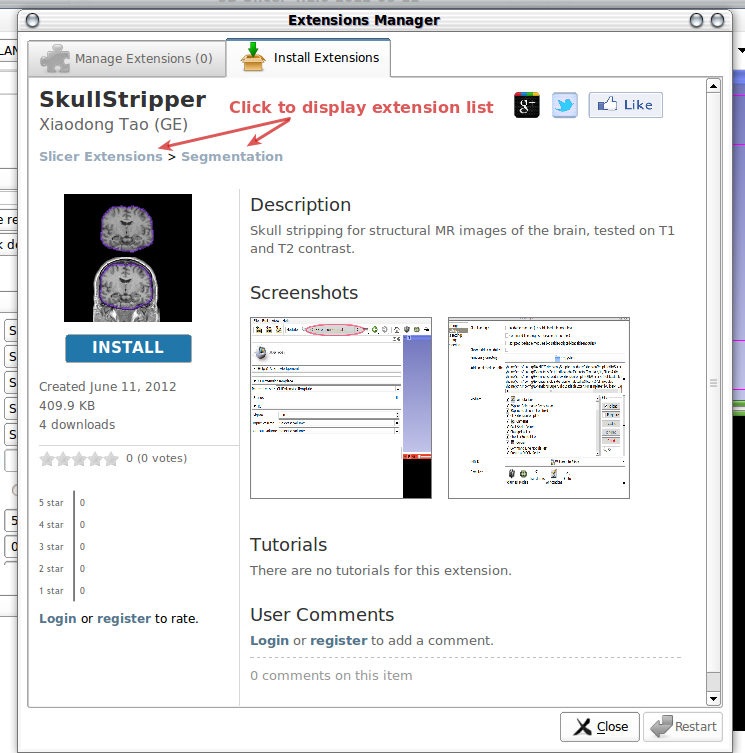 Extensions Manager
Manage Extensions (0)
Install Extensions
SkullStripper
Click to display extension list
g+
Like
Xiaodong Tao (GE)
Slicer Extensions > Segmentation
Description
Skull stripping for structural MR images of the brain, tested on T1
and T2 contrast.
Screenshots
INSTALL
Created June 11, 2012
409.9 KB
4 downloads
0 (0 votes)
5 star 0
4 star 0
3 star 0
2 star 0
1 star 0
Login or register to rate.
Tutorials
There are no tutorials for this extension.
User Comments
Login or register to add a comment.
0 comments on this item
Close
Restart